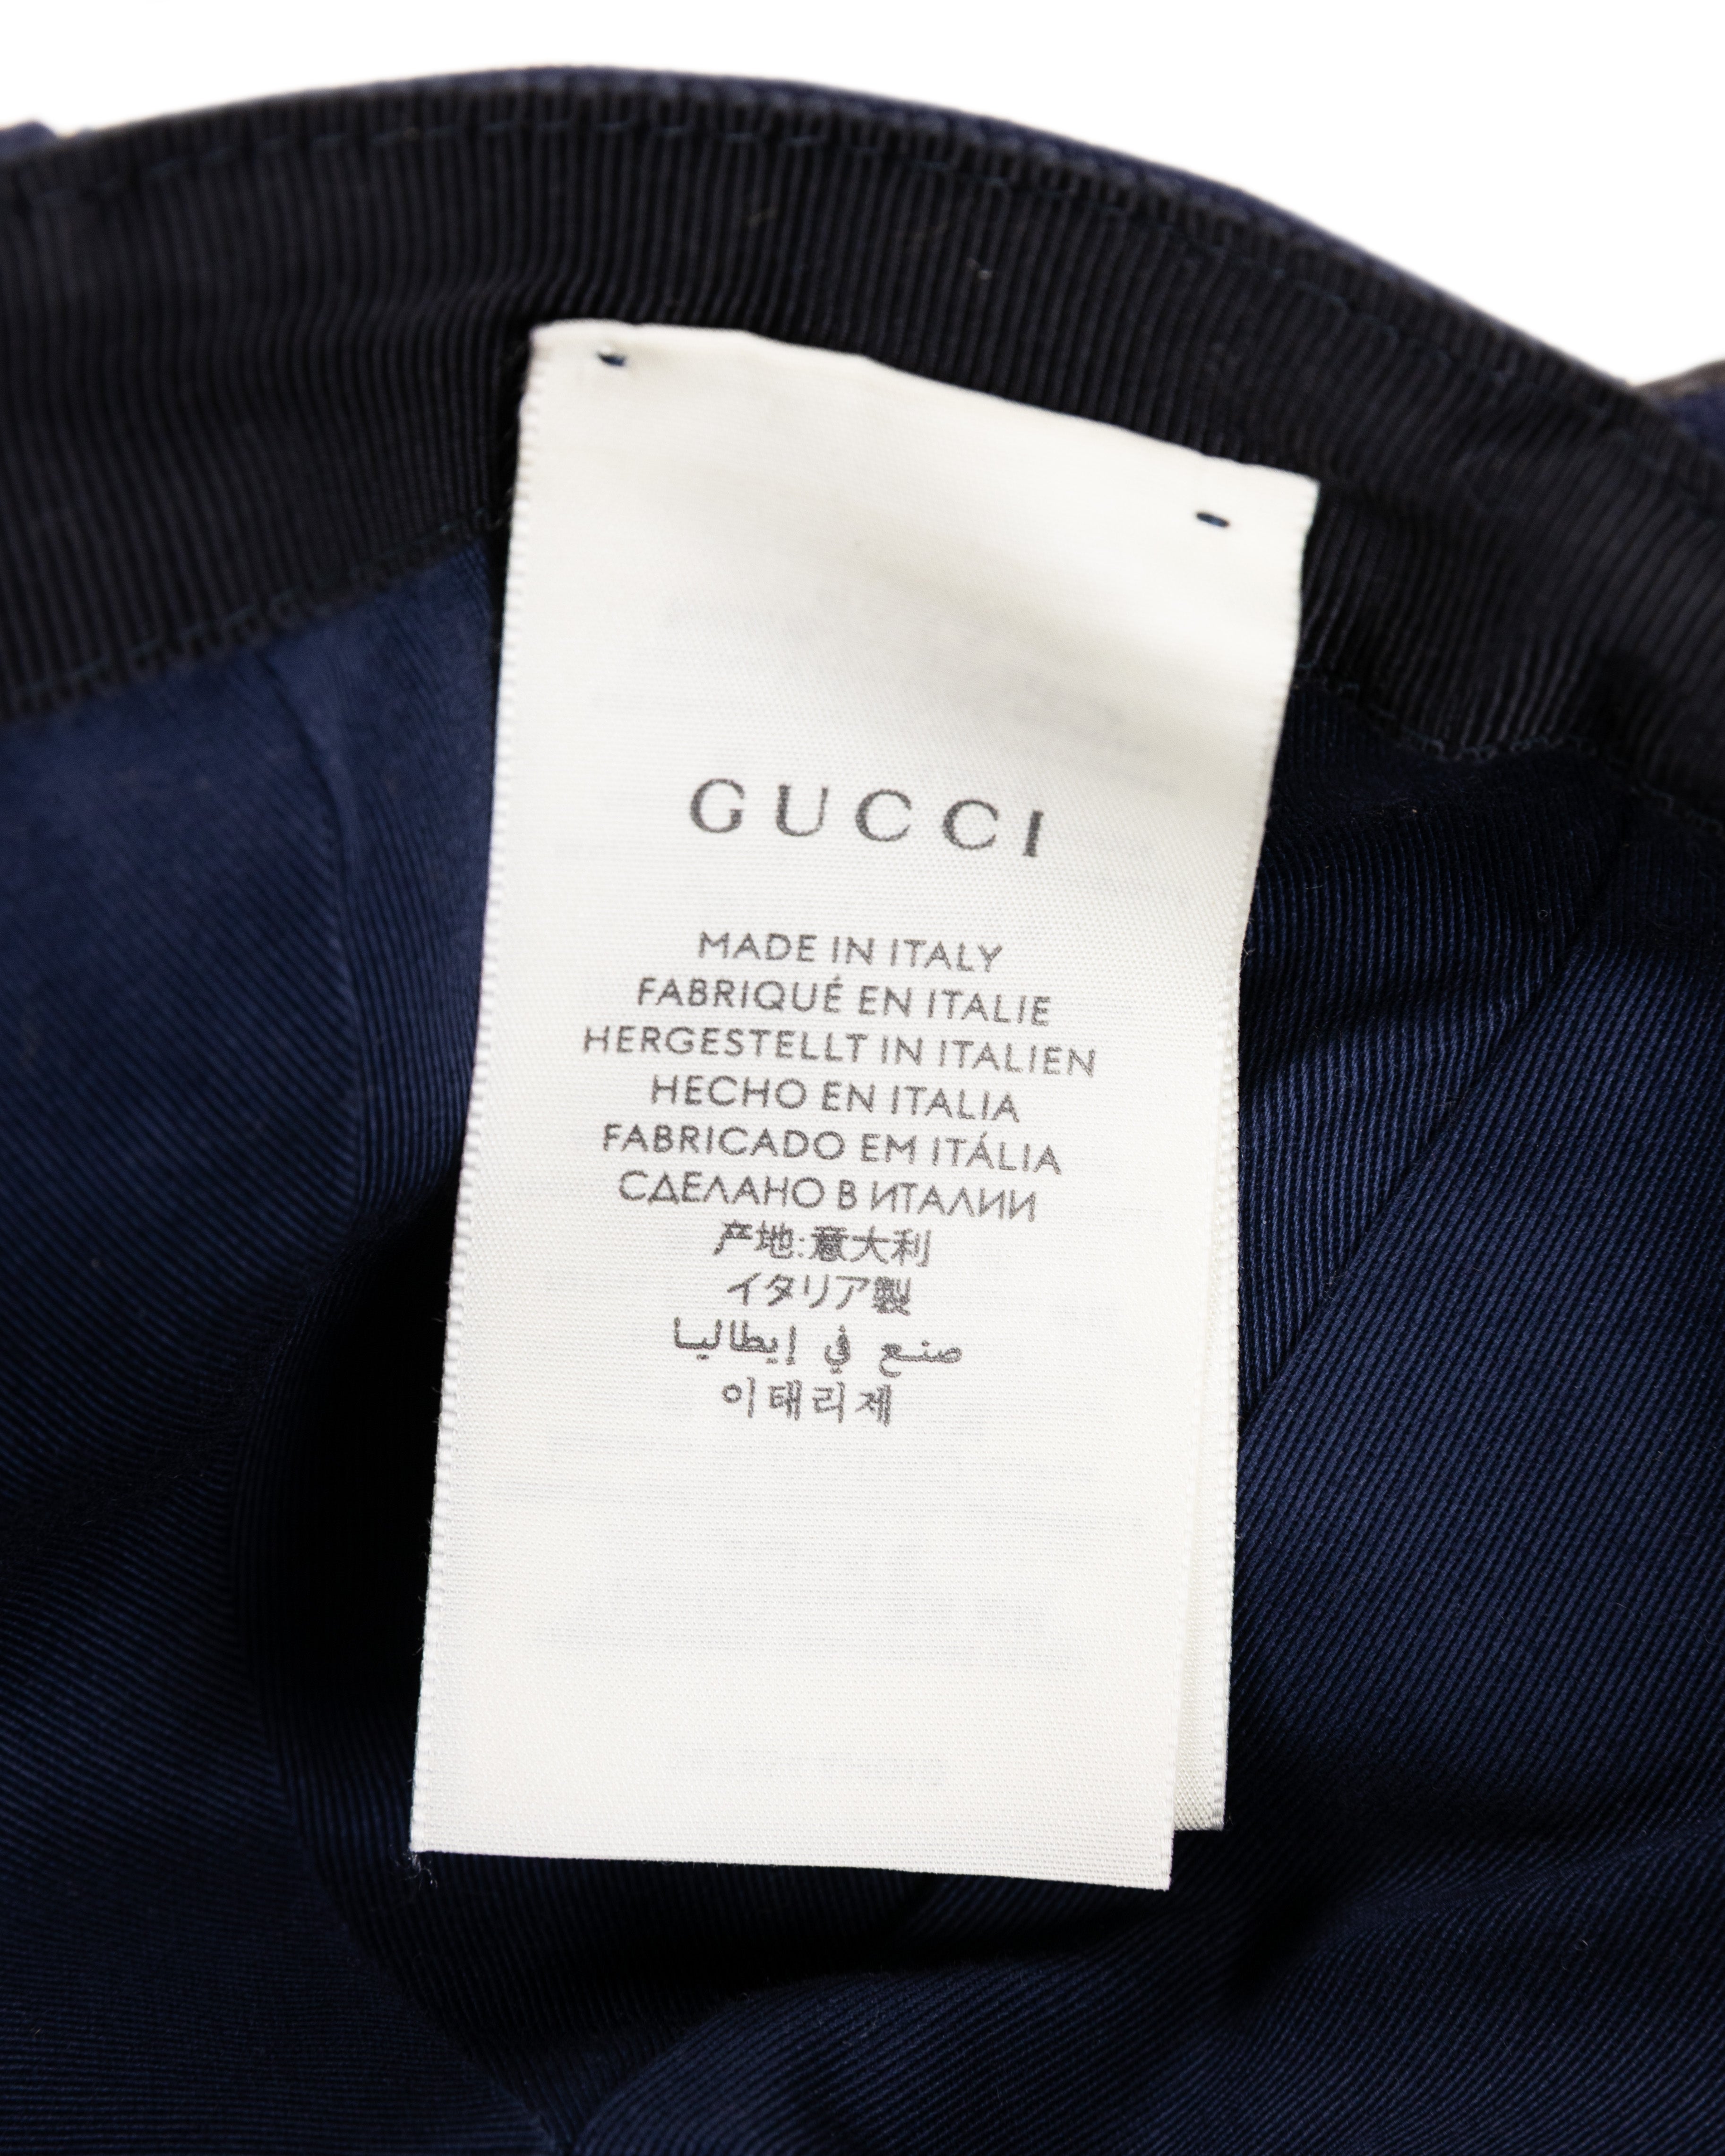 GUCCI
MADE IN ITALY
FABRIQUÉ EN ITALIE
HERGESTELLT IN ITALIEN
HECHO EN ITALIA
FABRICADO EM ITÁLIA
СДЕЛАНО В ИТАЛИИ
产地:意大利
イタリア製
صنع في إيطاليا
이태리제